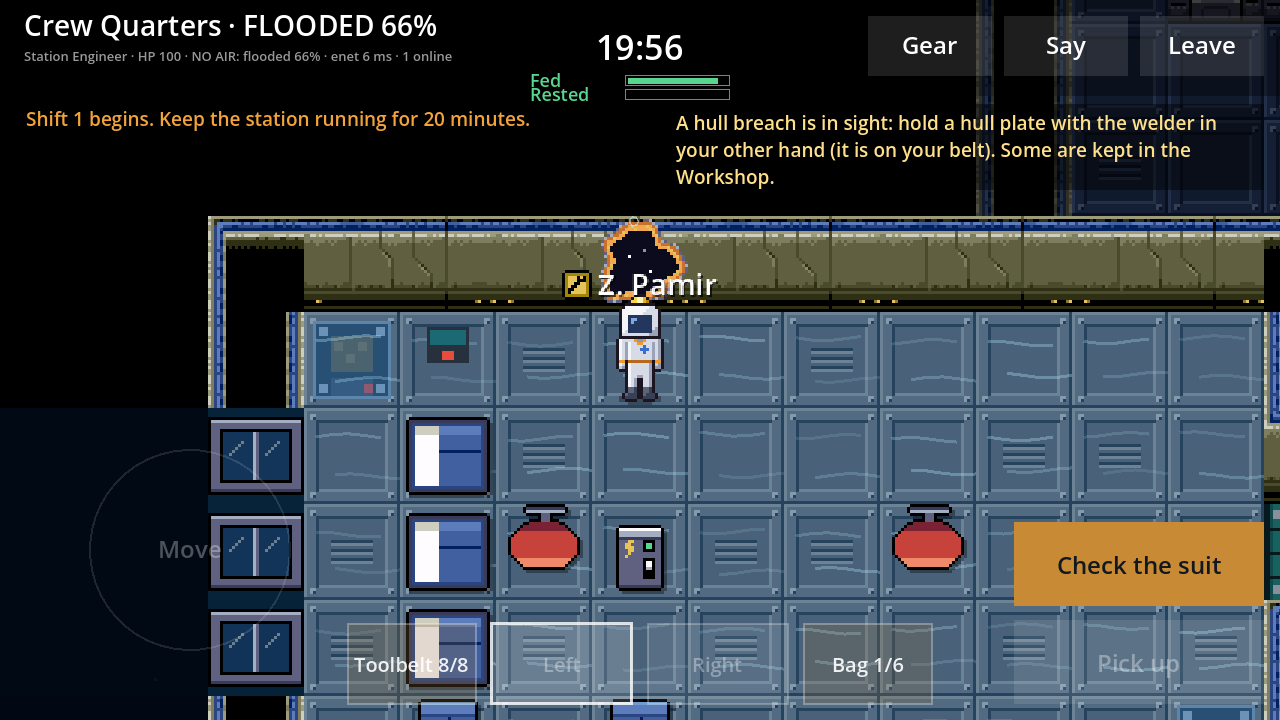 Crew Quarters · FLOODED 66%
Station Engineer · HP 100 · NO AIR: flooded 66% · enet 6 ms · 1 online
19:56
Gear
Say
Leave
Fed
Rested
Shift 1 begins. Keep the station running for 20 minutes.
A hull breach is in sight: hold a hull plate with the welder in
your other hand (it is on your belt). Some are kept in the
Workshop.
Z. Pamir
Move
Check the suit
Toolbelt 8/8
Left
Right
Bag 1/6
Pick up